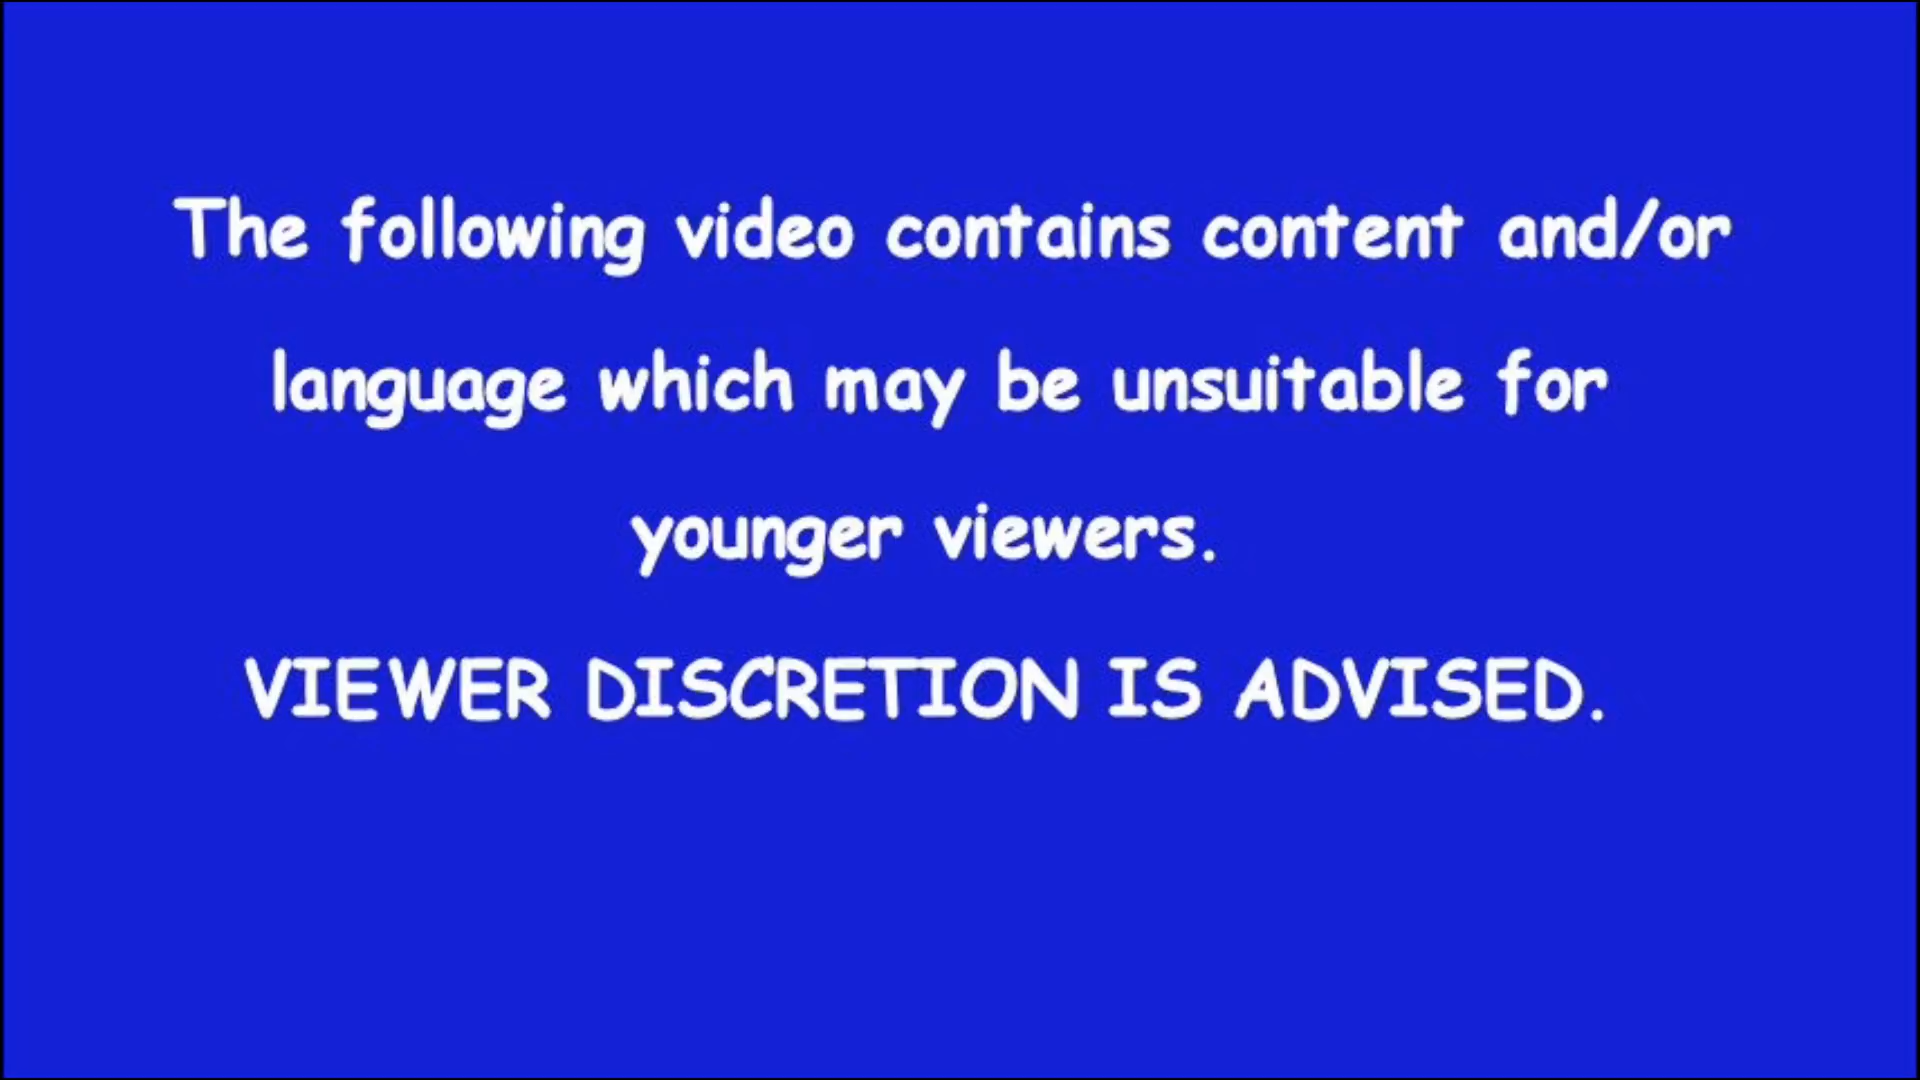 The following video contains content and/or
language which may be unsuitable for
younger viewers.
VIEWER DISCRETION IS ADVISED.